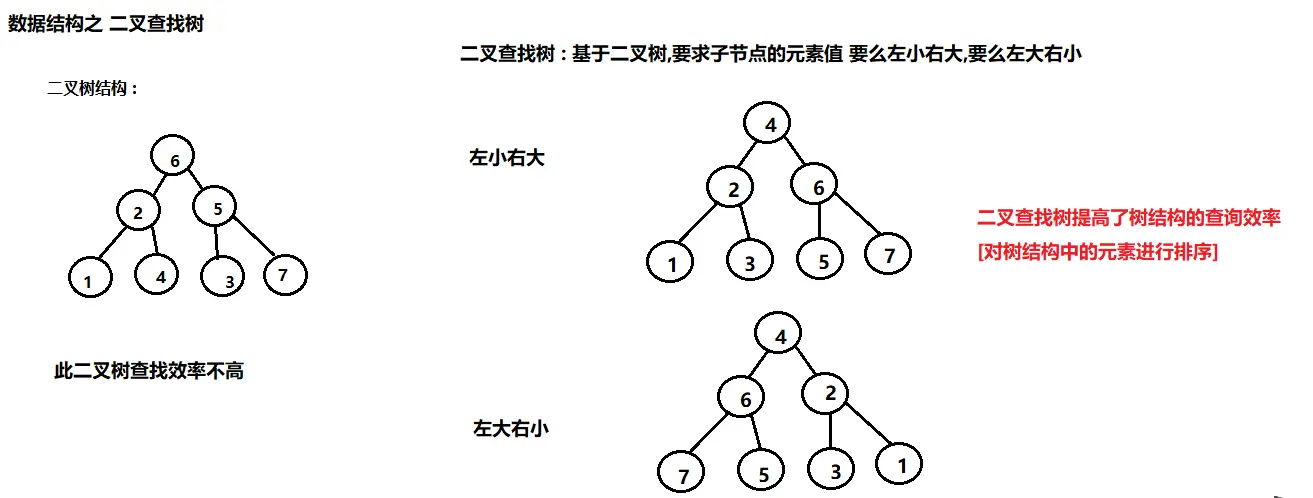 数据结构之 二叉查找树
二叉树结构：
6
2 5
1 4 3 7
此二叉树查找效率不高
二叉查找树：基于二叉树,要求子节点的元素值 要么左小右大,要么左大右小
左小右大
4
2 6
1 3 5 7
左大右小
4
6 2
7 5 3 1
二叉查找树提高了树结构的查询效率
[对树结构中的元素进行排序]